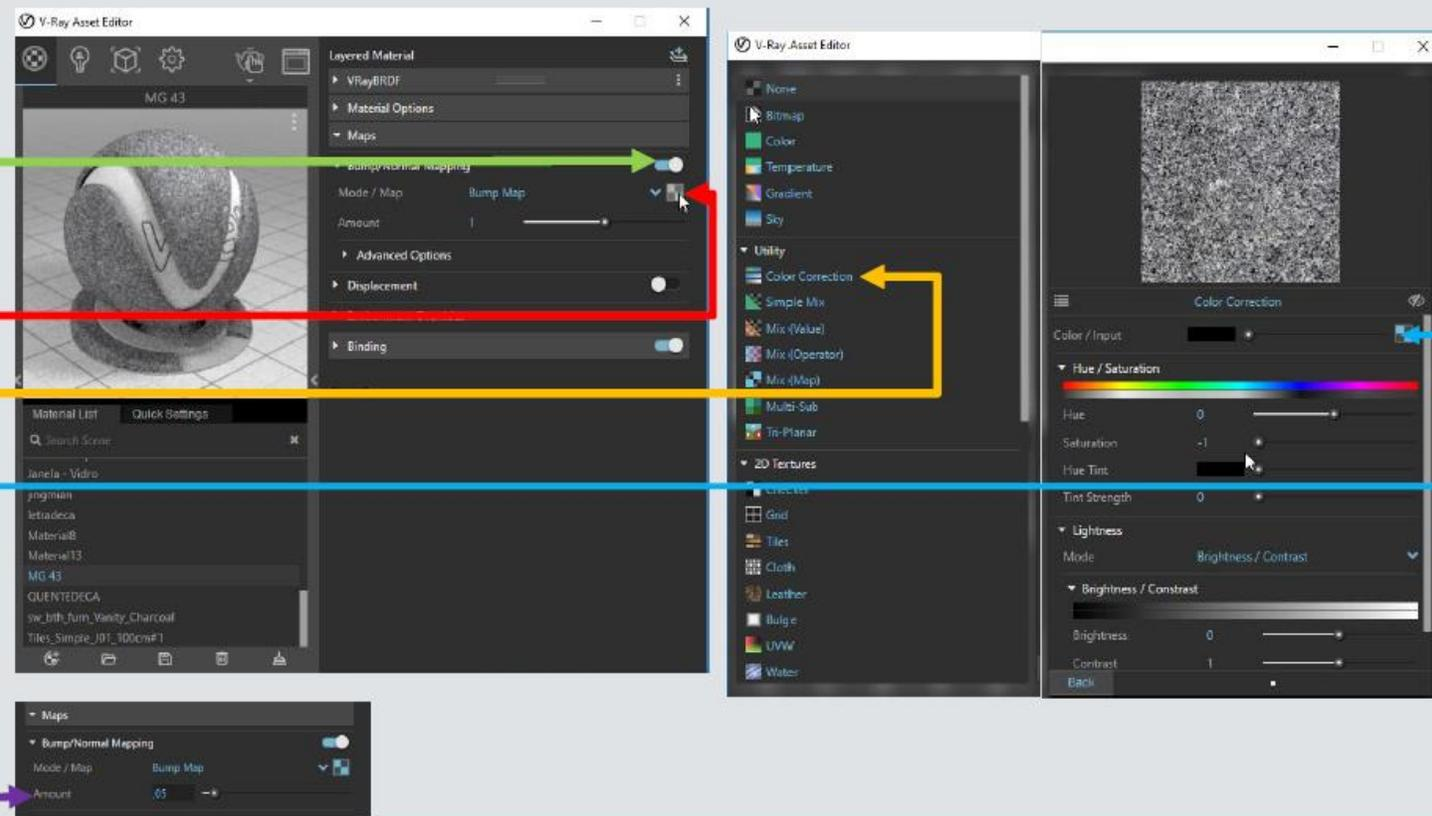 V-Ray Asset Editor
MG 43
Layered Material
VRayBRDF
Material Options
Maps
Bump/Normal Mapping
Mode / Map Bump Map
Amount 1
Advanced Options
Displacement
Binding
Material List Quick Settings
Search Scene
Janela - Vidro
jingmian
letradeca
Material8
Material13
MG 43
QUENTEDECA
sw_bth_furn_Vanity_Charcoal
Tiles_Simple_J01_100cm#1
V-Ray Asset Editor
None
Bitmap
Color
Temperature
Gradient
Sky
Utility
Color Correction
Simple Mix
Mix (Value)
Mix (Operator)
Mix (Map)
Multi-Sub
Tri-Planar
2D Textures
Checker
Grid
Tiles
Cloth
Leather
Bulge
UVW
Water
Color Correction
Color / Input
Hue / Saturation
Hue 0
Saturation -1
Hue Tint
Tint Strength 0
Lightness
Mode Brightness / Contrast
Brightness / Constrast
Brightness 0
Contrast 1
Back
Maps
Bump/Normal Mapping
Mode / Map Bump Map
Amount .05